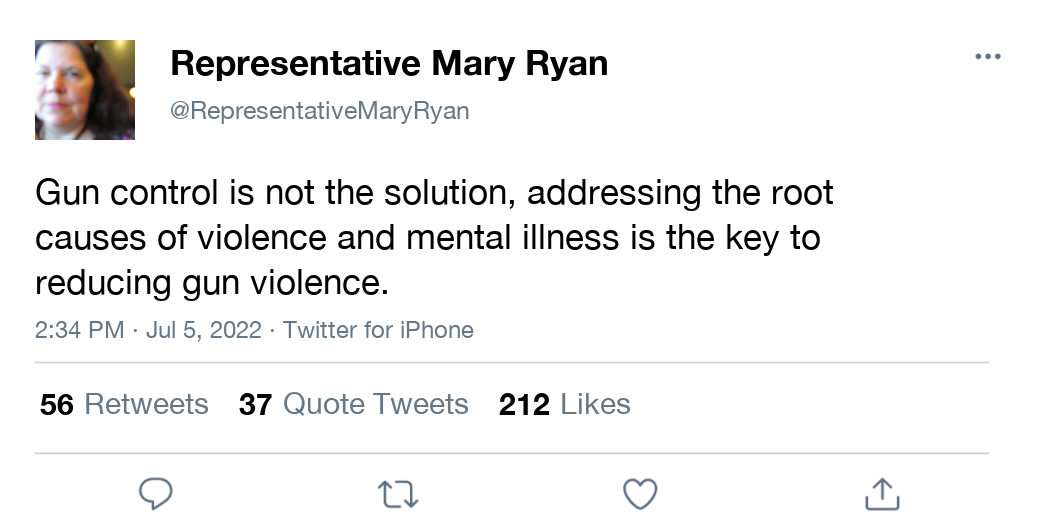 Representative Mary Ryan
@RepresentativeMaryRyan
Gun control is not the solution, addressing the root
causes of violence and mental illness is the key to
reducing gun violence.
2:34 PM · Jul 5, 2022 · Twitter for iPhone
56 Retweets 37 Quote Tweets 212 Likes